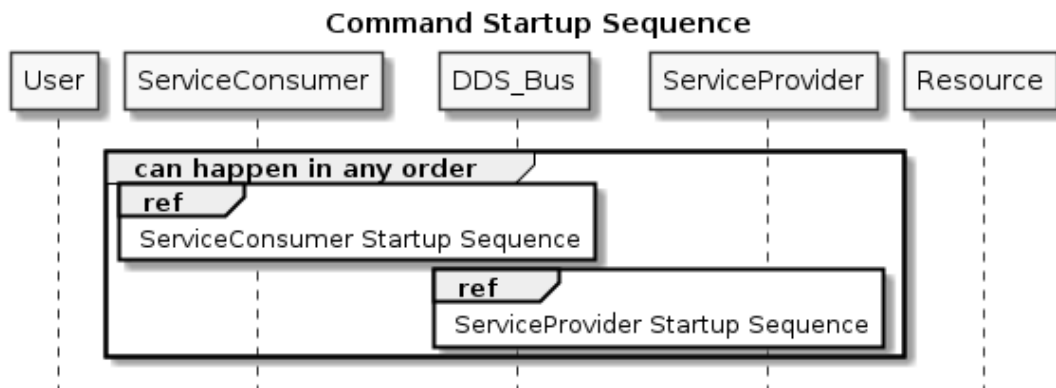 Command Startup Sequence
User
ServiceConsumer
DDS_Bus
ServiceProvider
Resource
can happen in any order
ref
ServiceConsumer Startup Sequence
ref
ServiceProvider Startup Sequence